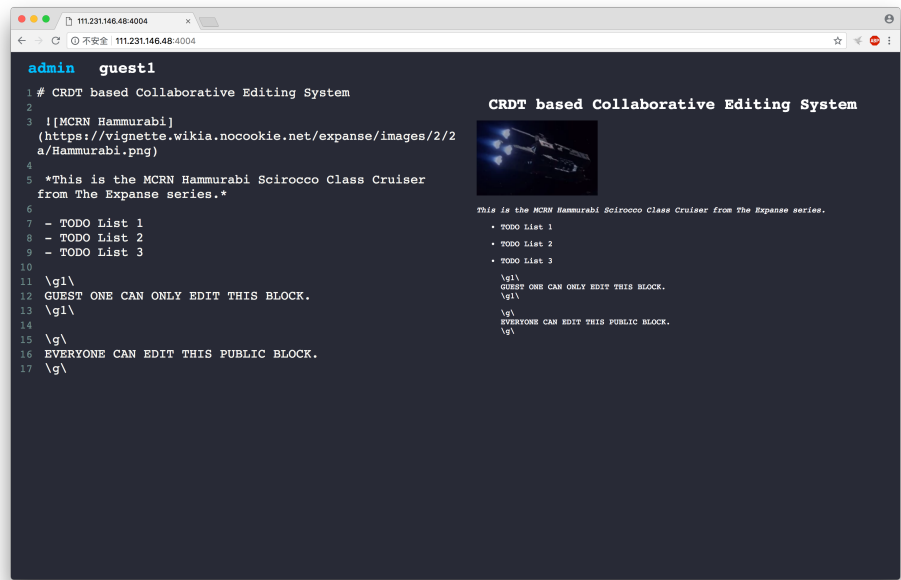 111.231.146.48:4004
不安全 111.231.146.48:4004
ABP
admin guest1
1 # CRDT based Collaborative Editing System
2
3 ![MCRN Hammurabi]
(https://vignette.wikia.nocookie.net/expanse/images/2/2
a/Hammurabi.png)
4
5 *This is the MCRN Hammurabi Scirocco Class Cruiser
from The Expanse series.*
6
7 - TODO List 1
8 - TODO List 2
9 - TODO List 3
10
11 \g1\
12 GUEST ONE CAN ONLY EDIT THIS BLOCK.
13 \g1\
14
15 \g\
16 EVERYONE CAN EDIT THIS PUBLIC BLOCK.
17 \g\
CRDT based Collaborative Editing System
This is the MCRN Hammurabi Scirocco Class Cruiser from The Expanse series.
• TODO List 1
• TODO List 2
• TODO List 3
\g1\
GUEST ONE CAN ONLY EDIT THIS BLOCK.
\g1\
\g\
EVERYONE CAN EDIT THIS PUBLIC BLOCK.
\g\